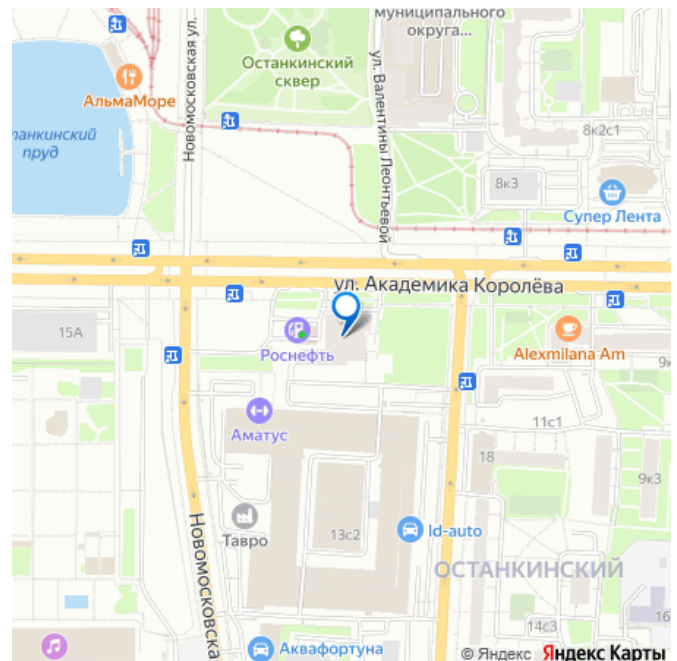 муниципального
округа...
Останкинский
сквер
Новомосковская ул.
ул. Валентины Леонтьевой
АльмаМоре
танкинский
пруд
8к2с1
8к3
Супер Лента
ул. Академика Королёва
15А
Роснефть
Alexmilana Am
9к
Аматус
11с1
18
9к3
Новомосковска
Тавро
13с2
Id-auto
ОСТАНКИНСКИЙ
14с3
16
Аквафортуна
© Яндекс Яндекс Карты